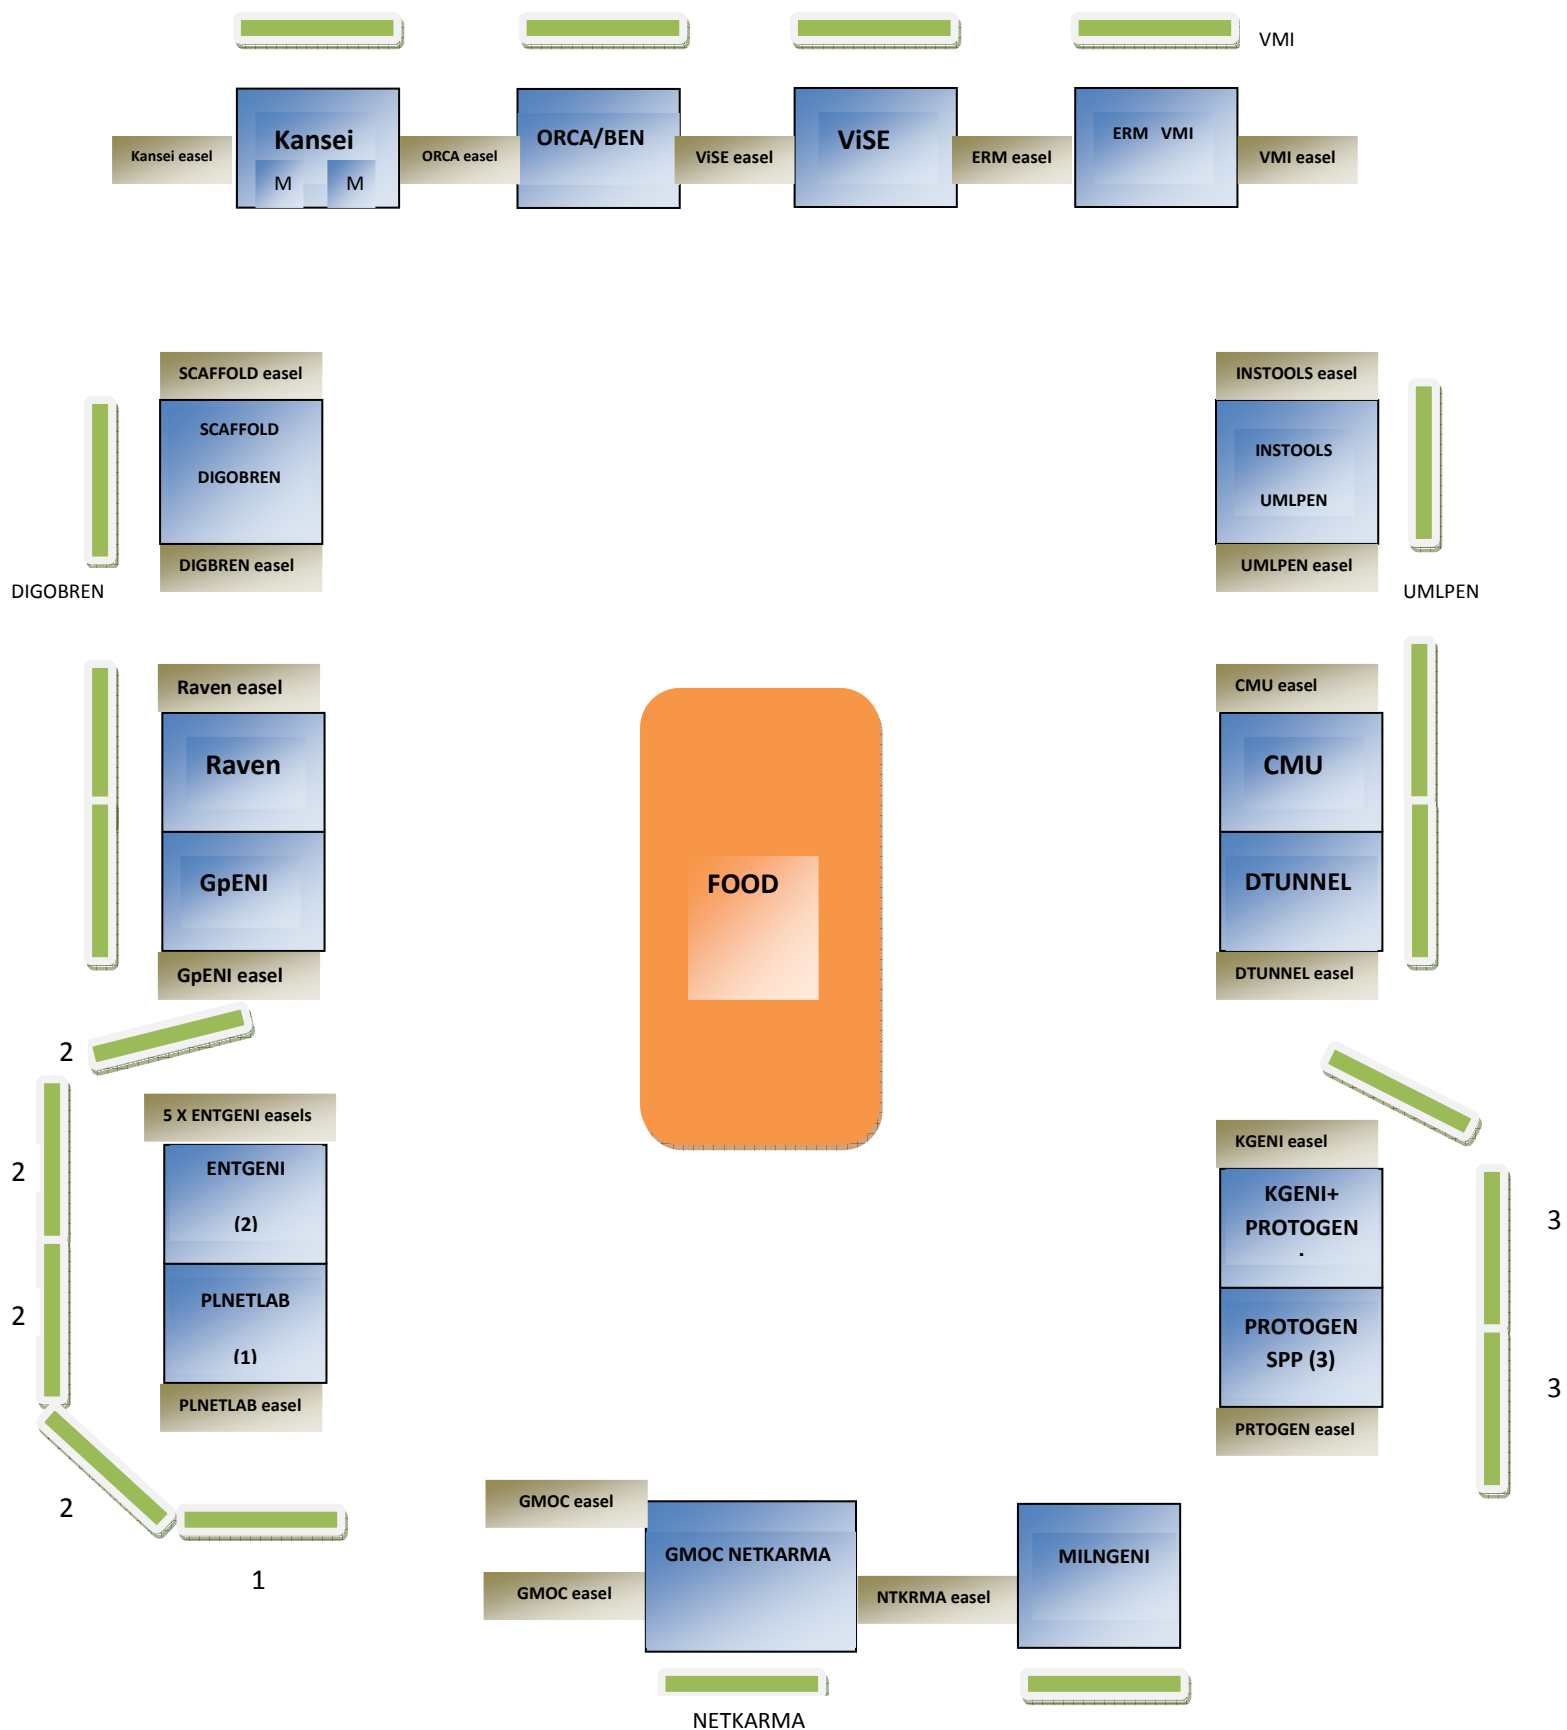 VMI
Kansei easel
Kansei
M M
ORCA easel
ORCA/BEN
ViSE easel
ViSE
ERM easel
ERM VMI
VMI easel
SCAFFOLD easel
SCAFFOLD
DIGOBREN
DIGBREN easel
DIGOBREN
INSTOOLS easel
INSTOOLS
UMLPEN
UMLPEN easel
UMLPEN
Raven easel
Raven
GpENI
GpENI easel
FOOD
CMU easel
CMU
DTUNNEL
DTUNNEL easel
2
5 X ENTGENI easels
2
ENTGENI
(2)
2
PLNETLAB
(1)
PLNETLAB easel
2
1
KGENI easel
KGENI+
PROTOGEN
3
PROTOGEN
SPP (3)
3
PRTOGEN easel
GMOC easel
GMOC easel
GMOC NETKARMA
NTKRMA easel
MILNGENI
NETKARMA